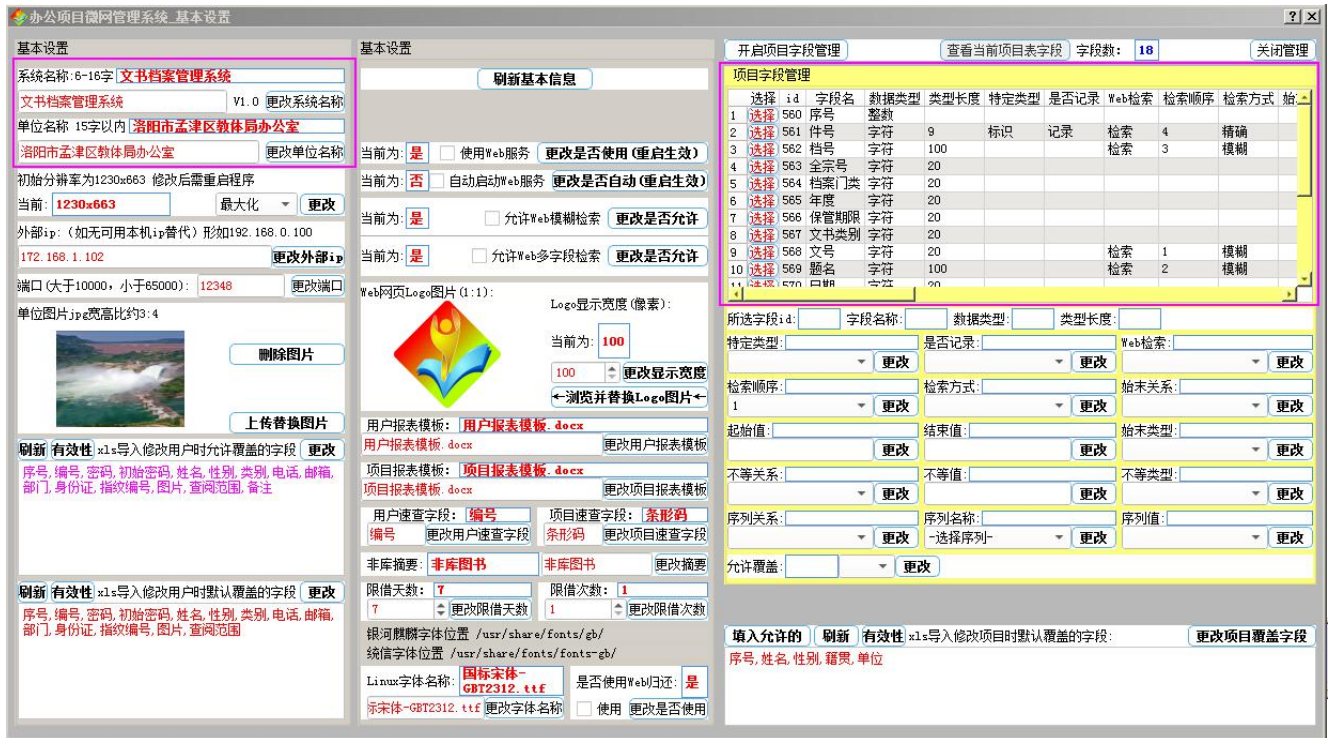 办公项目微网管理系统_基本设置
基本设置
系统名称:6-16字 文书档案管理系统
文书档案管理系统 V1.0 更改系统名称
单位名称 15字以内 洛阳市孟津区教体局办公室
洛阳市孟津区教体局办公室 更改单位名称
初始分辨率为1230x663 修改后需重启程序
当前: 1230x663 最大化 更改
外部ip:（如无可用本机ip替代）形如192.168.0.100
172.168.1.102 更改外部ip
端口(大于10000，小于65000): 12348 更改端口
单位图片jpg宽高比约3:4
删除图片
上传替换图片
刷新 有效性 xls导入修改用户时允许覆盖的字段 更改
序号,编号,密码,初始密码,姓名,性别,类别,电话,邮箱,
部门,身份证,指纹编号,图片,查阅范围,备注
刷新 有效性 xls导入修改用户时默认覆盖的字段 更改
序号,编号,密码,初始密码,姓名,性别,类别,电话,邮箱,
部门,身份证,指纹编号,图片,查阅范围
基本设置
刷新基本信息
当前为: 是 使用Web服务 更改是否使用(重启生效)
当前为: 否 自动启动Web服务 更改是否自动(重启生效)
当前为: 是 允许Web模糊检索 更改是否允许
当前为: 是 允许Web多字段检索 更改是否允许
Web网页Logo图片(1:1):
Logo显示宽度(像素):
当前为: 100
100 更改显示宽度
←浏览并替换Logo图片←
用户报表模板: 用户报表模板.docx
用户报表模板.docx 更改用户报表模板
项目报表模板: 项目报表模板.docx
项目报表模板.docx 更改项目报表模板
用户速查字段: 编号 项目速查字段: 条形码
编号 更改用户速查字段 条形码 更改项目速查字段
非库摘要: 非库图书 非库图书 更改摘要
限借天数: 7 限借次数: 1
7 更改限借天数 1 更改限借次数
银河麒麟字体位置 /usr/share/fonts/gb/
统信字体位置 /usr/share/fonts/fonts-gb/
Linux字体名称: 国标宋体-
GBT2312.ttf 是否使用Web归还: 是
标宋体-GBT2312.ttf 更改字体名称 使用 更改是否使用
开启项目字段管理 查看当前项目表字段 字段数: 18 关闭管理
项目字段管理
选择 id 字段名 数据类型 类型长度 特定类型 是否记录 Web检索 检索顺序 检索方式 始
1 选择 560 序号 整数
2 选择 561 件号 字符 9 标识 记录 检索 4 精确
3 选择 562 档号 字符 100 检索 3 模糊
4 选择 563 全宗号 字符 20
5 选择 564 档案门类 字符 20
6 选择 565 年度 字符 20
7 选择 566 保管期限 字符 20
8 选择 567 文书类别 字符 20
9 选择 568 文号 字符 20 检索 1 模糊
10 选择 569 题名 字符 100 检索 2 模糊
11 选择 570 日期 字符 20
所选字段id: 字段名称: 数据类型: 类型长度:
特定类型: 是否记录: Web检索:
更改 更改 更改
检索顺序: 检索方式: 始末关系:
1 更改 更改 更改
起始值: 结束值: 始末类型:
更改 更改 更改
不等关系: 不等值: 不等类型:
更改 更改 更改
序列关系: 序列名称: 序列值:
更改 -选择序列- 更改 更改
允许覆盖: 更改
填入允许的 刷新 有效性 xls导入修改项目时默认覆盖的字段: 更改项目覆盖字段
序号,姓名,性别,籍贯,单位